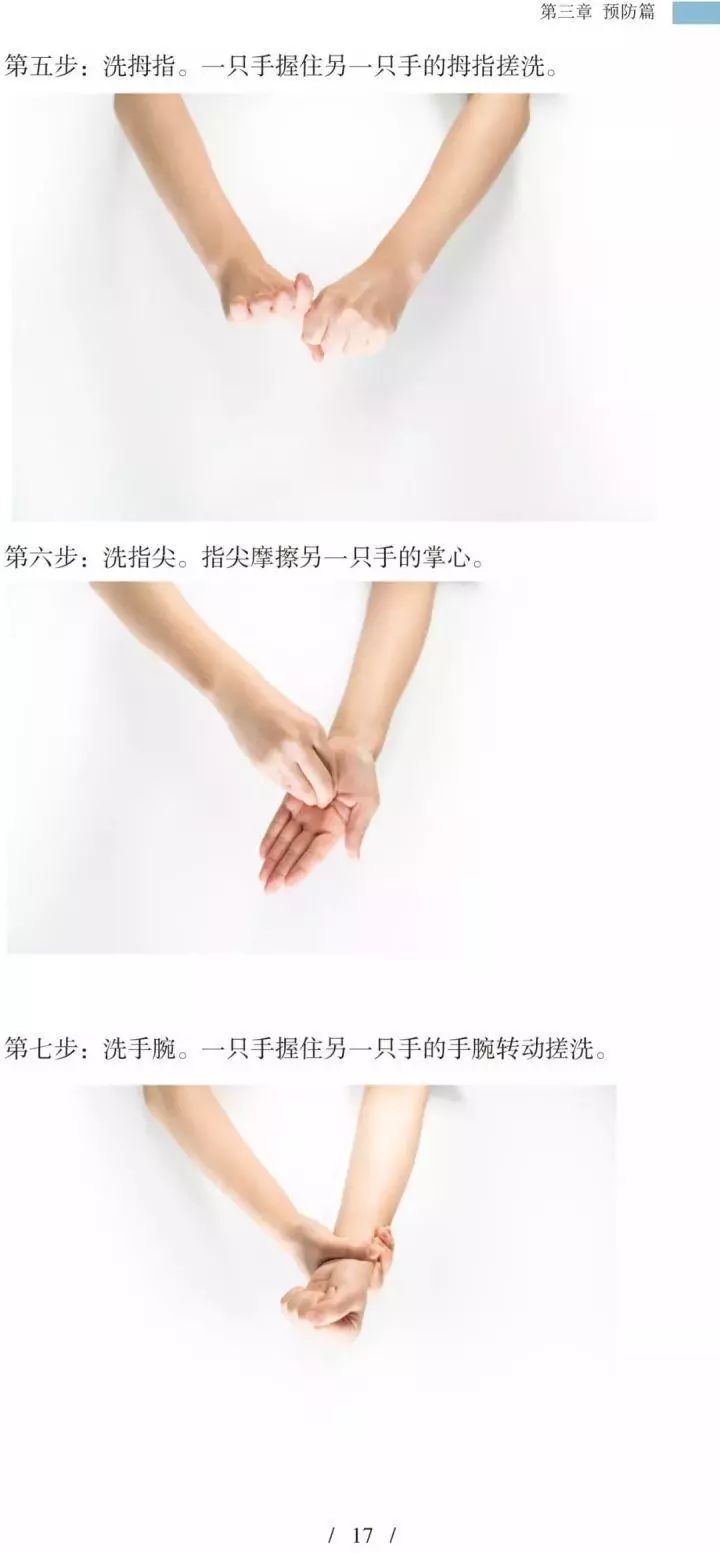 第三章 预防篇
第五步：洗拇指。一只手握住另一只手的拇指搓洗。
第六步：洗指尖。指尖摩擦另一只手的掌心。
第七步：洗手腕。一只手握住另一只手的手腕转动搓洗。
/ 17 /